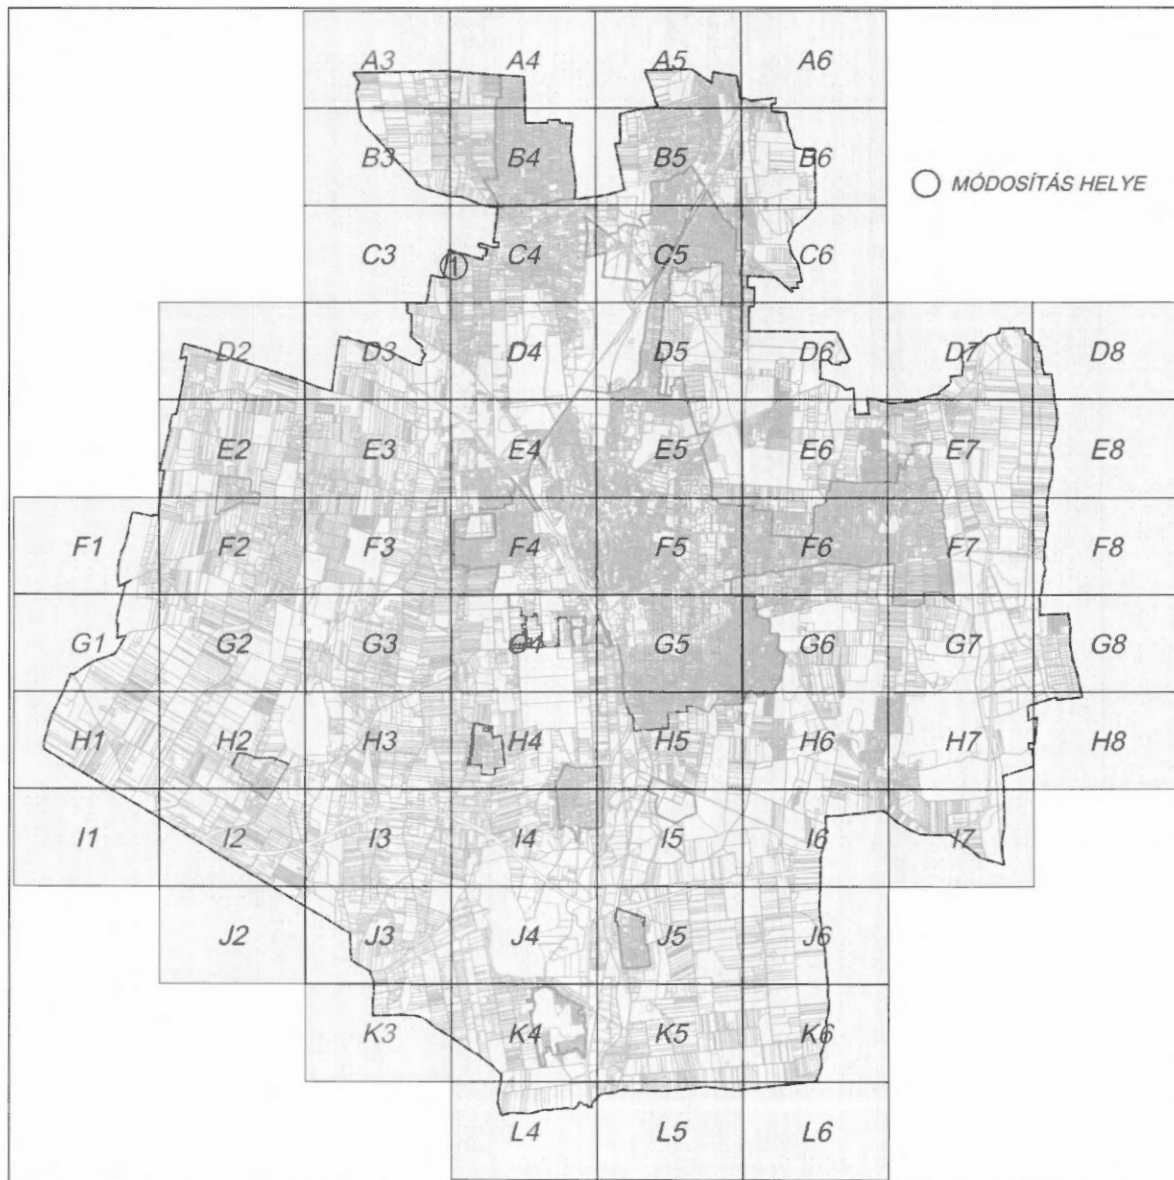 A3 A4 A5 A6
B3 B4 B5 B6
MÓDOSÍTÁS HELYE
C3 1 C4 C5 C6
D2 D3 D4 D5 D6 D7 D8
E2 E3 E4 E5 E6 E7 E8
F1 F2 F3 F4 F5 F6 F7 F8
G1 G2 G3 G4 G5 G6 G7 G8
H1 H2 H3 H4 H5 H6 H7 H8
I1 I2 I3 I4 I5 I6 I7
J2 J3 J4 J5 J6
K3 K4 K5 K6
L4 L5 L6